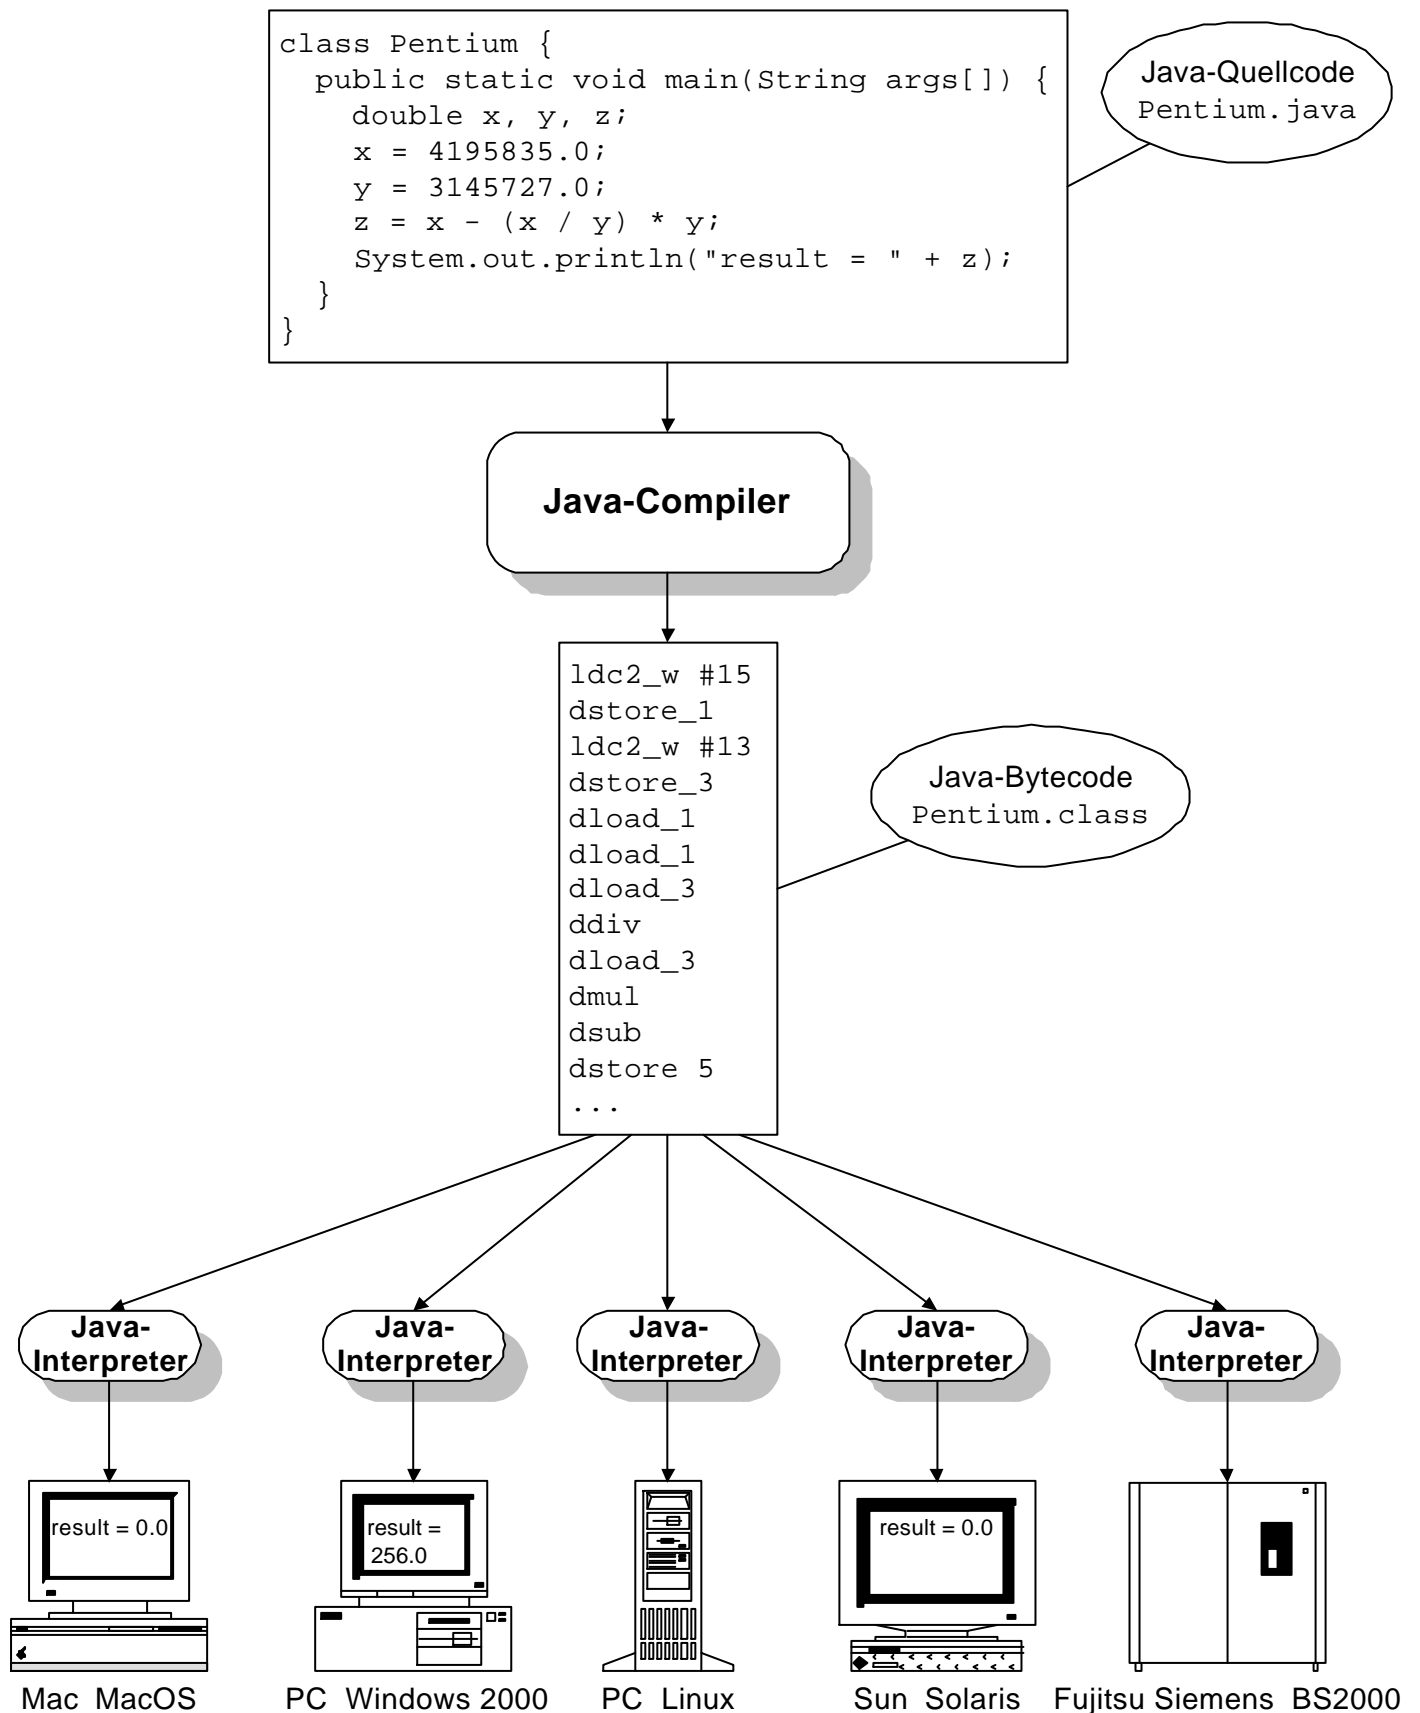 class Pentium {
  public static void main(String args[]) {
    double x, y, z;
    x = 4195835.0;
    y = 3145727.0;
    z = x - (x / y) * y;
    System.out.println("result = " + z);
  }
}
Java-Quellcode
Pentium.java
Java-Compiler
ldc2_w #15
dstore_1
ldc2_w #13
dstore_3
dload_1
dload_1
dload_3
ddiv
dload_3
dmul
dsub
dstore 5
...
Java-Bytecode
Pentium.class
Java-
Interpreter
Java-
Interpreter
Java-
Interpreter
Java-
Interpreter
Java-
Interpreter
result = 0.0
result =
256.0
result = 0.0
Mac MacOS
PC Windows 2000
PC Linux
Sun Solaris
Fujitsu Siemens BS2000